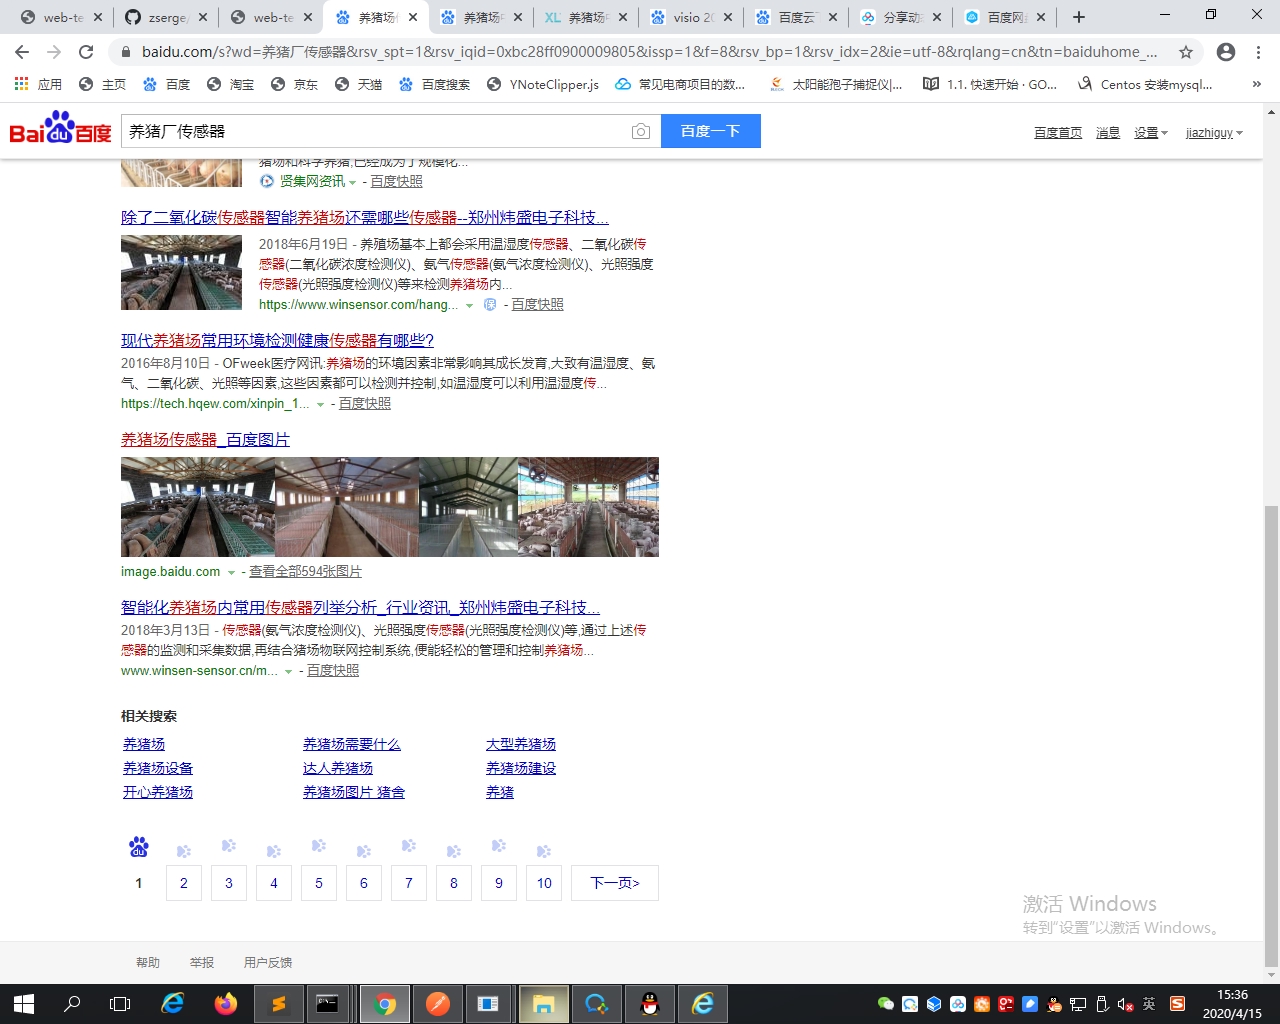 web-te
zserge/
web-te
养猪场传
养猪场中
养猪场中
visio 20
百度云下
分享动态
百度网盘
baidu.com/s?wd=养猪厂传感器&rsv_spt=1&rsv_iqid=0xbc28ff0900009805&issp=1&f=8&rsv_bp=1&rsv_idx=2&ie=utf-8&rqlang=cn&tn=baiduhome_...
应用
主页
百度
淘宝
京东
天猫
百度搜索
YNoteClipper.js
常见电商项目的数...
太阳能孢子捕捉仪|...
1.1. 快速开始 · GO...
Centos 安装mysql...
»
Bai du 百度
养猪厂传感器
百度一下
百度首页 消息 设置 jiazhiguy
猪场和科学养猪,已经成为了规模化...
贤集网资讯 - 百度快照
除了二氧化碳传感器智能养猪场还需哪些传感器--郑州炜盛电子科技...
2018年6月19日 - 养殖场基本上都会采用温湿度传感器、二氧化碳传
感器(二氧化碳浓度检测仪)、氨气传感器(氨气浓度检测仪)、光照强度
传感器(光照强度检测仪)等来检测养猪场内...
https://www.winsensor.com/hang... 保 - 百度快照
现代养猪场常用环境检测健康传感器有哪些?
2016年8月10日 - OFweek医疗网讯:养猪场的环境因素非常影响其成长发育,大致有温湿度、氨
气、二氧化碳、光照等因素,这些因素都可以检测并控制,如温湿度可以利用温湿度传...
https://tech.hqew.com/xinpin_1... - 百度快照
养猪场传感器_百度图片
image.baidu.com - 查看全部594张图片
智能化养猪场内常用传感器列举分析_行业资讯_郑州炜盛电子科技...
2018年3月13日 - 传感器(氨气浓度检测仪)、光照强度传感器(光照强度检测仪)等,通过上述传
感器的监测和采集数据,再结合猪场物联网控制系统,便能轻松的管理和控制养猪场...
www.winsen-sensor.cn/m... - 百度快照
相关搜索
养猪场 养猪场需要什么 大型养猪场
养猪场设备 达人养猪场 养猪场建设
开心养猪场 养猪场图片 猪舍 养猪
du
1 2 3 4 5 6 7 8 9 10 下一页>
激活 Windows
转到"设置"以激活 Windows。
帮助 举报 用户反馈
英
15:36
2020/4/15